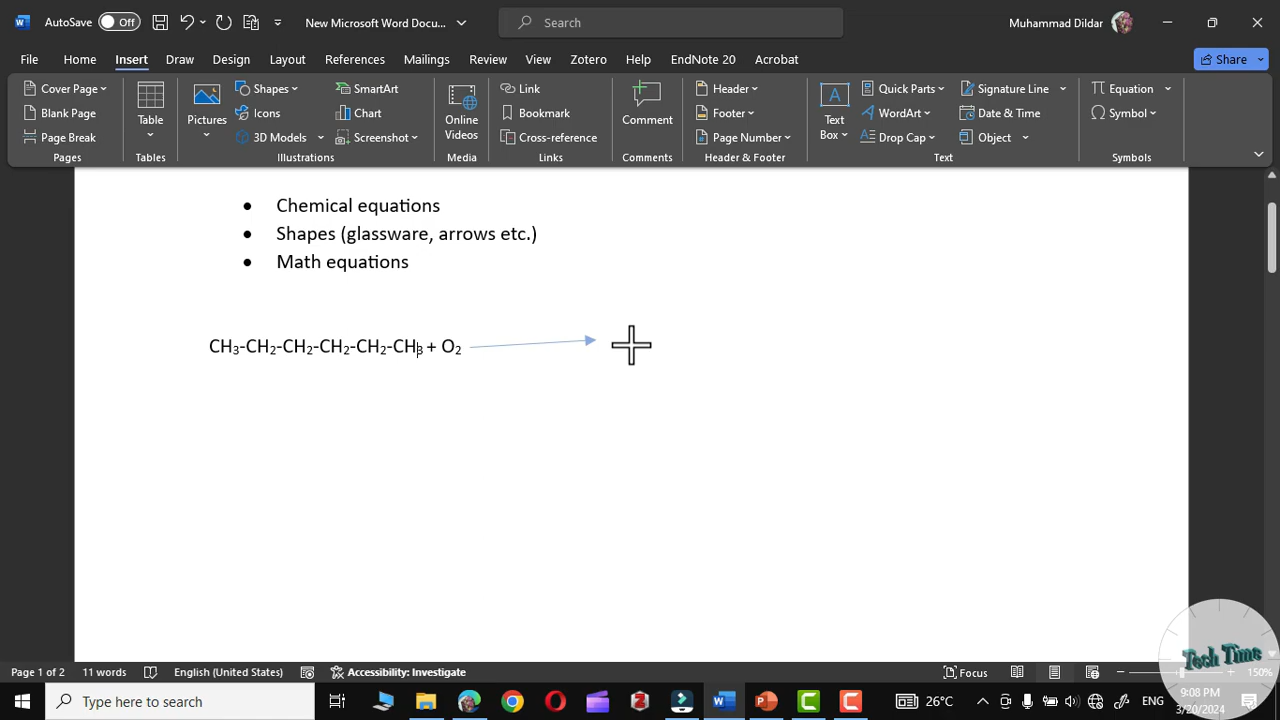 AutoSave Off New Microsoft Word Docu... Search Muhammad Dildar
File Home Insert Draw Design Layout References Mailings Review View Zotero Help EndNote 20 Acrobat Share
Cover Page Shapes SmartArt Link Header Quick Parts Signature Line Equation
Blank Page Icons Chart Bookmark Footer WordArt Date & Time Symbol
Page Break 3D Models Screenshot Cross-reference Page Number Drop Cap Object
Table Pictures Online Videos Comment Text Box
Pages Tables Illustrations Media Links Comments Header & Footer Text Symbols
• Chemical equations
• Shapes (glassware, arrows etc.)
• Math equations
CH₃-CH₂-CH₂-CH₂-CH₂-CH₃ + O₂
Tech Time
Page 1 of 2 11 words English (United States) Accessibility: Investigate Focus 150%
Type here to search 26°C ENG 9:08 PM
3/20/2024